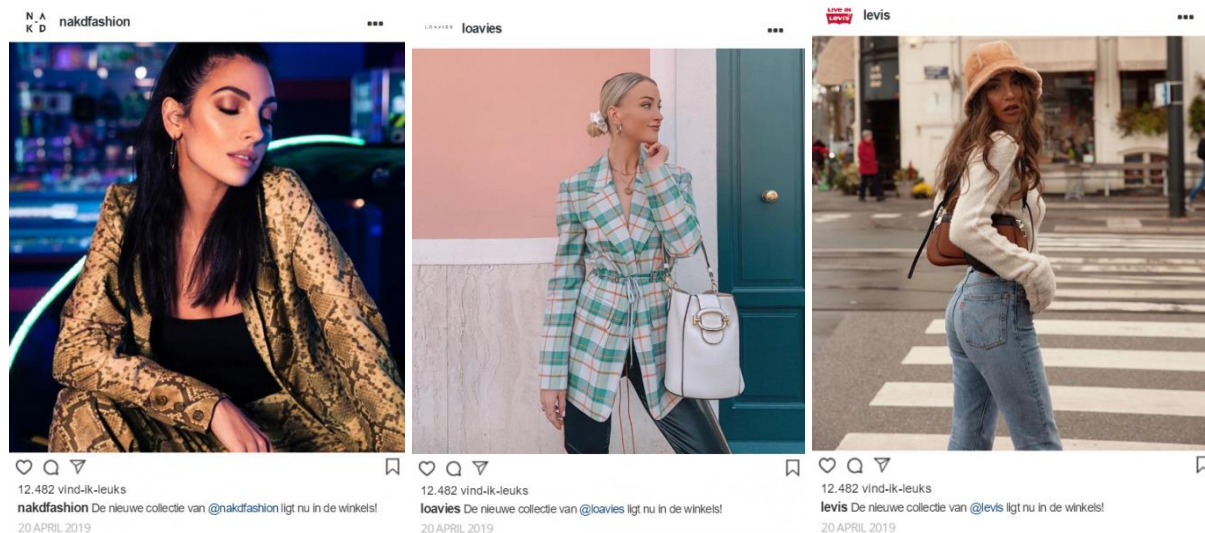 N A
K D
nakdfashion
12.482 vind-ik-leuks
nakdfashion De nieuwe collectie van @nakdfashion ligt nu in de winkels!
20 APRIL 2019
LOAVIES
loavies
12.482 vind-ik-leuks
loavies De nieuwe collectie van @loavies ligt nu in de winkels!
20 APRIL 2019
LIVE IN
LEVI'S
levis
12.482 vind-ik-leuks
levis De nieuwe collectie van @levis ligt nu in de winkels!
20 APRIL 2019